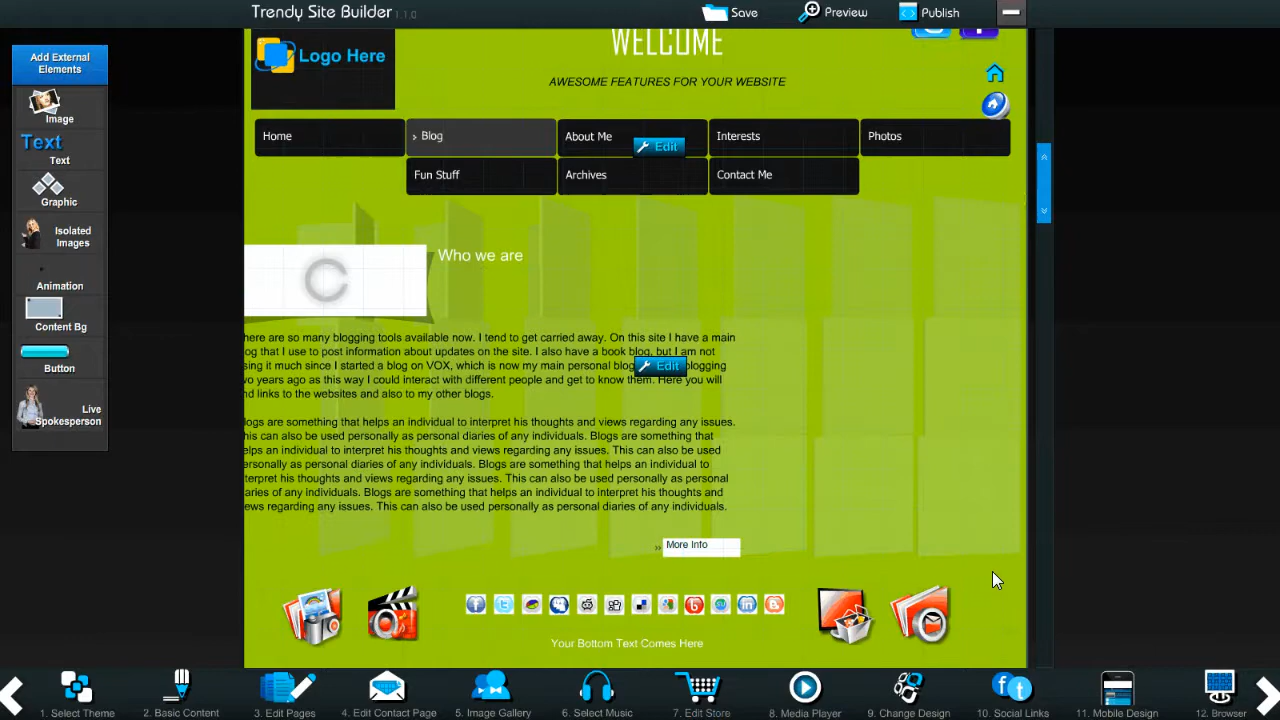 Trendy Site Builder 1.1.0
Save
Preview
Publish
Add External
Elements
Image
Text
Text
Graphic
Isolated
Images
Animation
Content Bg
Button
Live
Spokesperson
Logo Here
WELCOME
AWESOME FEATURES FOR YOUR WEBSITE
Home
› Blog
About Me
Edit
Interests
Photos
Fun Stuff
Archives
Contact Me
Who we are
here are so many blogging tools available now. I tend to get carried away. On this site I have a main
og that I use to post information about updates on the site. I also have a book blog, but I am not
sing it much since I started a blog on VOX, which is now my main personal blog Edit blogging
wo years ago as this way I could interact with different people and get to know them. Here you will
nd links to the websites and also to my other blogs.
logs are something that helps an individual to interpret his thoughts and views regarding any issues.
his can also be used personally as personal diaries of any individuals. Blogs are something that
elps an individual to interpret his thoughts and views regarding any issues. This can also be used
ersonally as personal diaries of any individuals. Blogs are something that helps an individual to
terpret his thoughts and views regarding any issues. This can also be used personally as personal
iaries of any individuals. Blogs are something that helps an individual to interpret his thoughts and
ews regarding any issues. This can also be used personally as personal diaries of any individuals.
» More Info
Your Bottom Text Comes Here
1. Select Theme
2. Basic Content
3. Edit Pages
4. Edit Contact Page
5. Image Gallery
6. Select Music
7. Edit Store
8. Media Player
9. Change Design
10. Social Links
11. Mobile Design
12. Browser